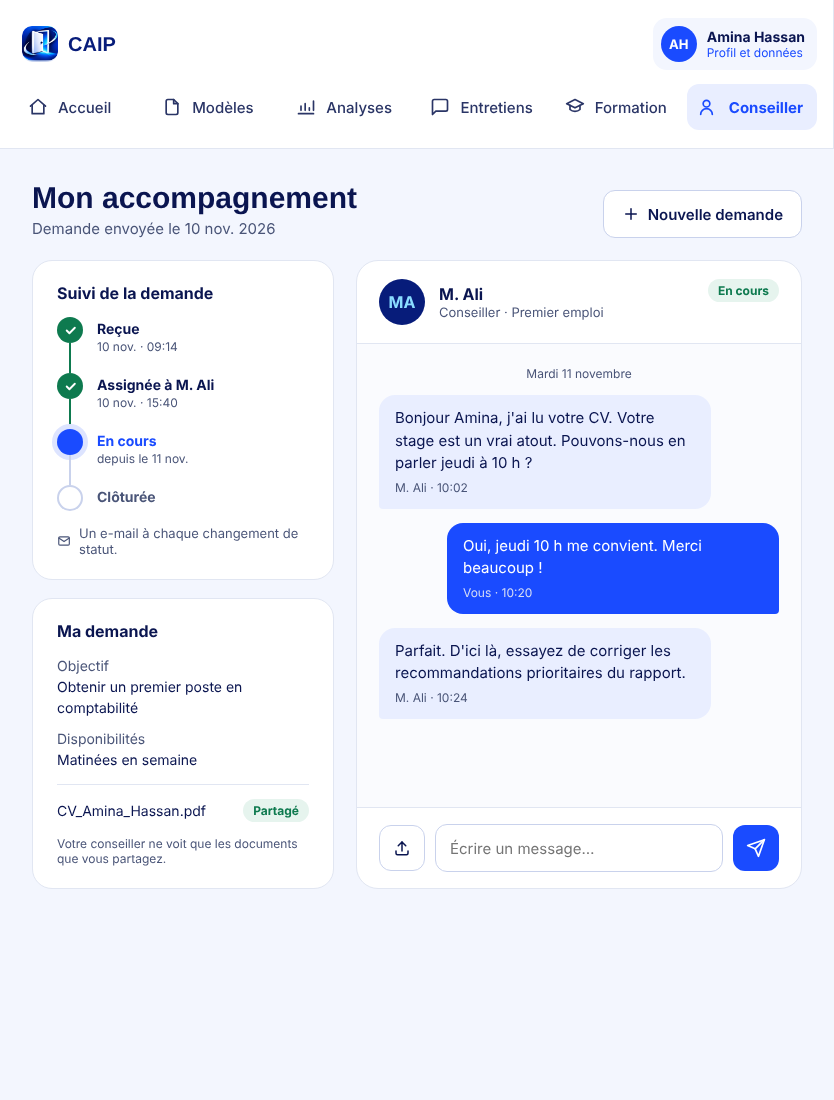 CAIP
AH
Amina Hassan
Profil et données
Accueil
Modèles
Analyses
Entretiens
Formation
Conseiller
Mon accompagnement
Demande envoyée le 10 nov. 2026
Nouvelle demande
Suivi de la demande
Reçue
10 nov. · 09:14
Assignée à M. Ali
10 nov. · 15:40
En cours
depuis le 11 nov.
Clôturée
Un e-mail à chaque changement de
statut.
Ma demande
Objectif
Obtenir un premier poste en
comptabilité
Disponibilités
Matinées en semaine
CV_Amina_Hassan.pdf
Partagé
Votre conseiller ne voit que les documents
que vous partagez.
MA
M. Ali
Conseiller · Premier emploi
En cours
Mardi 11 novembre
Bonjour Amina, j'ai lu votre CV. Votre
stage est un vrai atout. Pouvons-nous en
parler jeudi à 10 h ?
M. Ali · 10:02
Oui, jeudi 10 h me convient. Merci
beaucoup !
Vous · 10:20
Parfait. D'ici là, essayez de corriger les
recommandations prioritaires du rapport.
M. Ali · 10:24
Écrire un message...